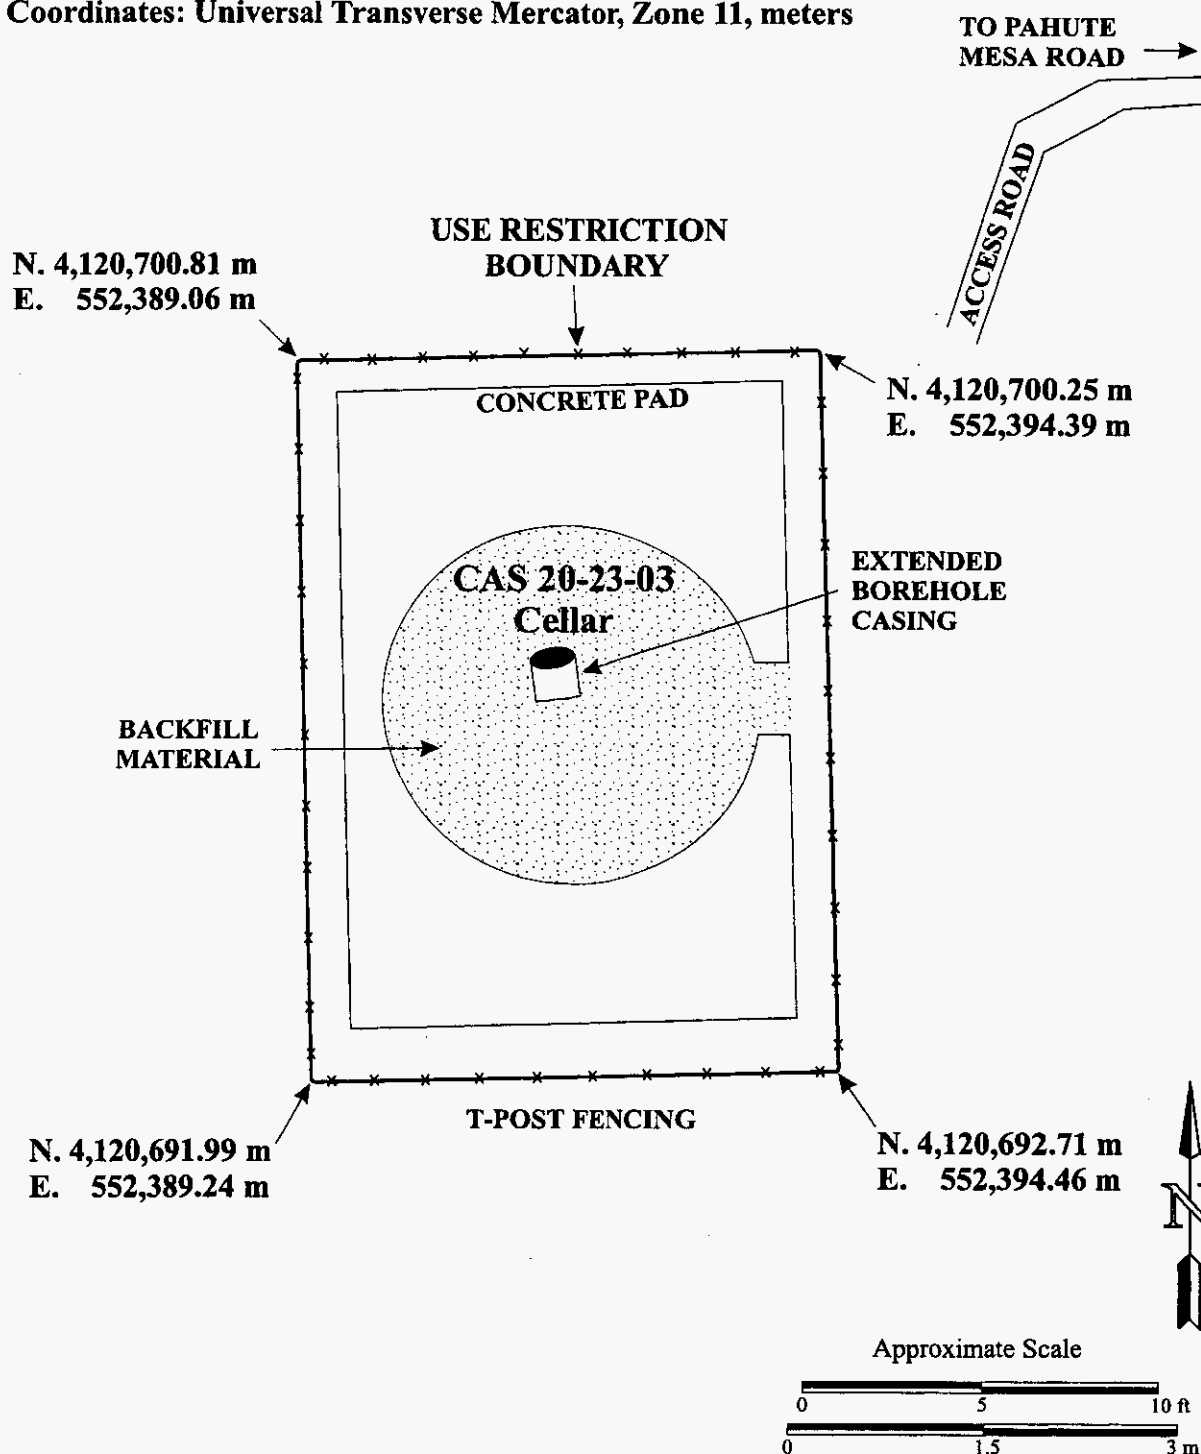 Coordinates: Universal Transverse Mercator, Zone 11, meters
TO PAHUTE
MESA ROAD
ACCESS ROAD
USE RESTRICTION
BOUNDARY
N. 4,120,700.81 m
E. 552,389.06 m
N. 4,120,700.25 m
E. 552,394.39 m
CONCRETE PAD
CAS 20-23-03
Cellar
EXTENDED
BOREHOLE
CASING
BACKFILL
MATERIAL
T-POST FENCING
N. 4,120,691.99 m
E. 552,389.24 m
N. 4,120,692.71 m
E. 552,394.46 m
N
Approximate Scale
0 5 10 ft
0 1.5 3 m